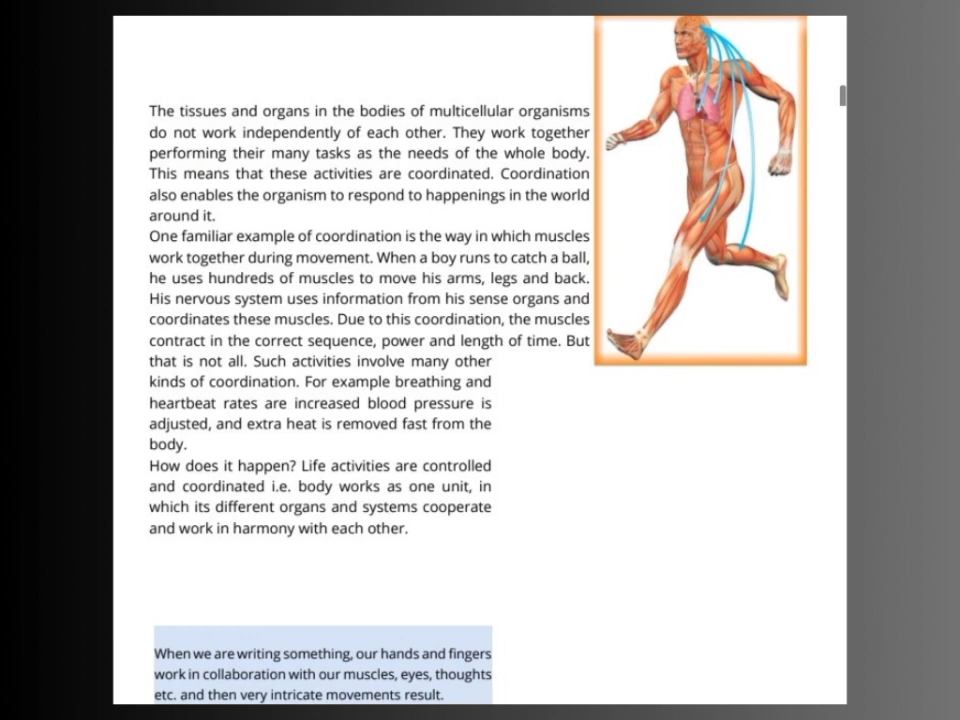 The tissues and organs in the bodies of multicellular organisms
do not work independently of each other. They work together
performing their many tasks as the needs of the whole body.
This means that these activities are coordinated. Coordination
also enables the organism to respond to happenings in the world
around it.
One familiar example of coordination is the way in which muscles
work together during movement. When a boy runs to catch a ball,
he uses hundreds of muscles to move his arms, legs and back.
His nervous system uses information from his sense organs and
coordinates these muscles. Due to this coordination, the muscles
contract in the correct sequence, power and length of time. But
that is not all. Such activities involve many other
kinds of coordination. For example breathing and
heartbeat rates are increased blood pressure is
adjusted, and extra heat is removed fast from the
body.
How does it happen? Life activities are controlled
and coordinated i.e. body works as one unit, in
which its different organs and systems cooperate
and work in harmony with each other.
When we are writing something, our hands and fingers
work in collaboration with our muscles, eyes, thoughts
etc. and then very intricate movements result.